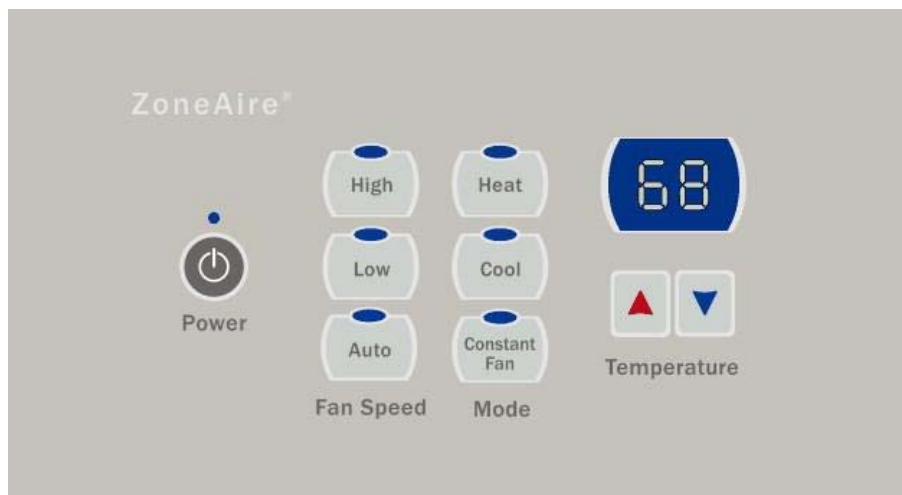 ZoneAire®
High
Heat
68
Low
Cool
Power
Auto
Constant
Fan
Temperature
Fan Speed
Mode